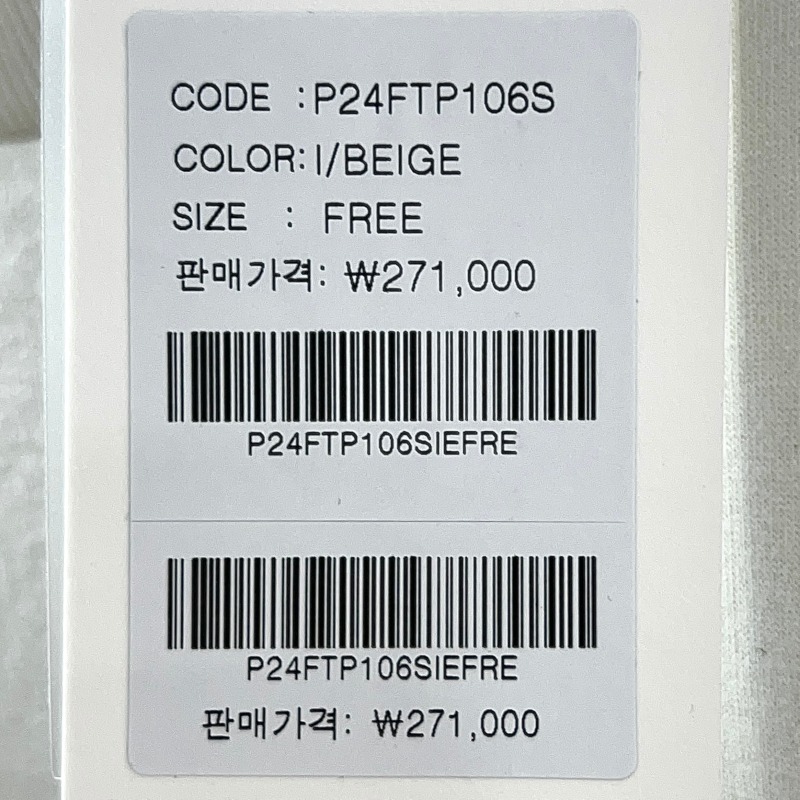 CODE :P24FTP106S
COLOR:I/BEIGE
SIZE : FREE
판매가격: ₩271,000
P24FTP106SIEFRE
P24FTP106SIEFRE
판매가격: ₩271,000